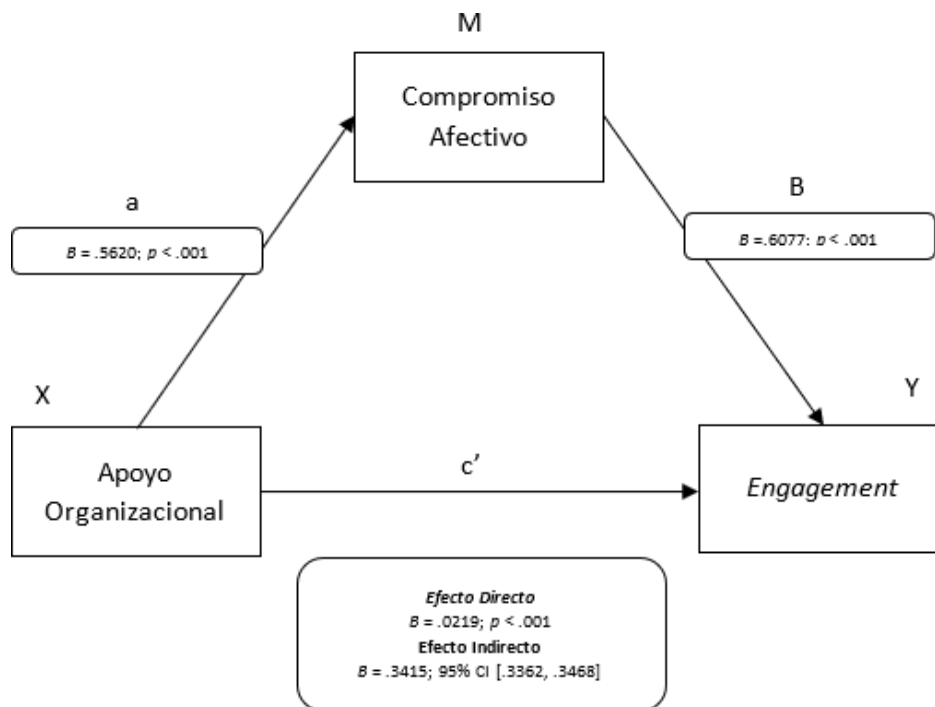 M
Compromiso
Afectivo
a
B = .5620; p < .001
B
B =.6077: p < .001
X
Apoyo
Organizacional
c’
Y
Engagement
Efecto Directo
B = .0219; p < .001
Efecto Indirecto
B = .3415; 95% CI [.3362, .3468]